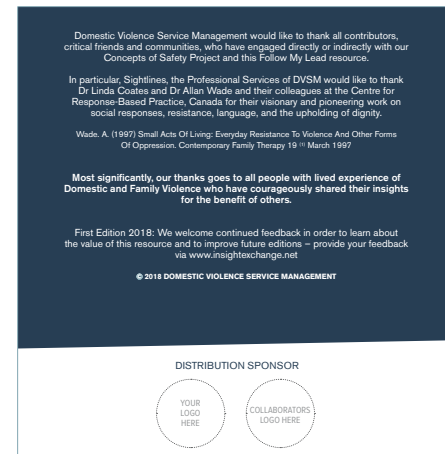 Domestic Violence Service Management would like to thank all contributors,
critical friends and communities, who have engaged directly or indirectly with our
Concepts of Safety Project and this Follow My Lead resource.
In particular, Sightlines, the Professional Services of DVSM would like to thank
Dr Linda Coates and Dr Allan Wade and their colleagues at the Centre for
Response-Based Practice, Canada for their visionary and pioneering work on
social responses, resistance, language, and the upholding of dignity.
Wade. A. (1997) Small Acts Of Living: Everyday Resistance To Violence And Other Forms
Of Oppression. Contemporary Family Therapy 19 (1) March 1997
Most significantly, our thanks goes to all people with lived experience of
Domestic and Family Violence who have courageously shared their insights
for the benefit of others.
First Edition 2018: We welcome continued feedback in order to learn about
the value of this resource and to improve future editions – provide your feedback
via www.insightexchange.net
© 2018 DOMESTIC VIOLENCE SERVICE MANAGEMENT
DISTRIBUTION SPONSOR
YOUR
LOGO
HERE
COLLABORATORS
LOGO HERE